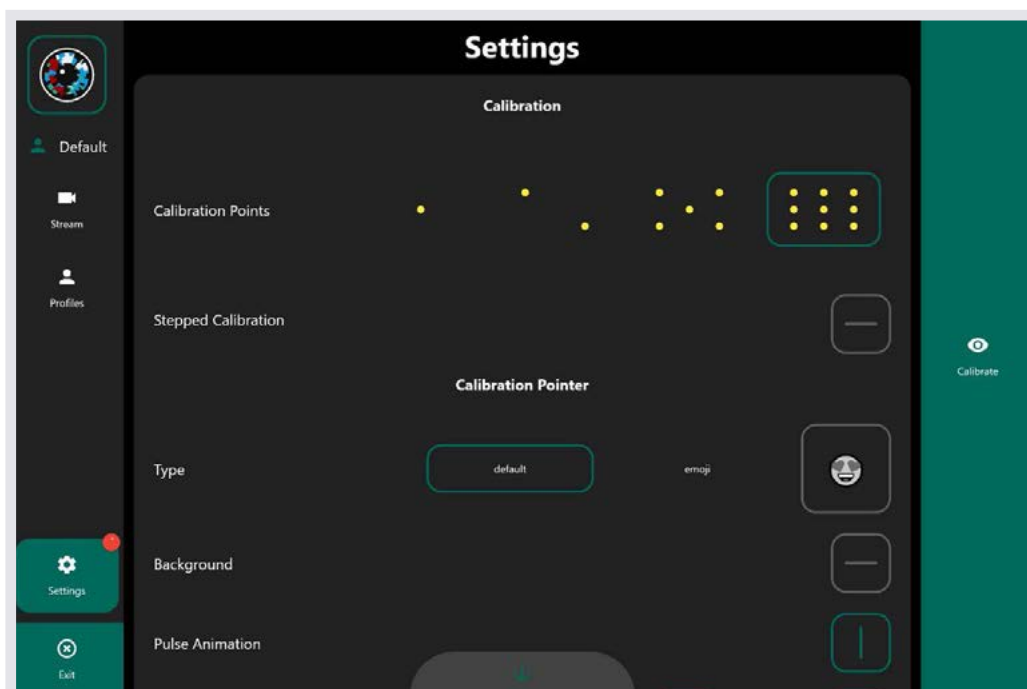 Settings
Calibration
Default
Stream
Calibration Points
Profiles
Stepped Calibration
Calibrate
Calibration Pointer
Type
default
emoji
Background
Settings
Pulse Animation
Exit